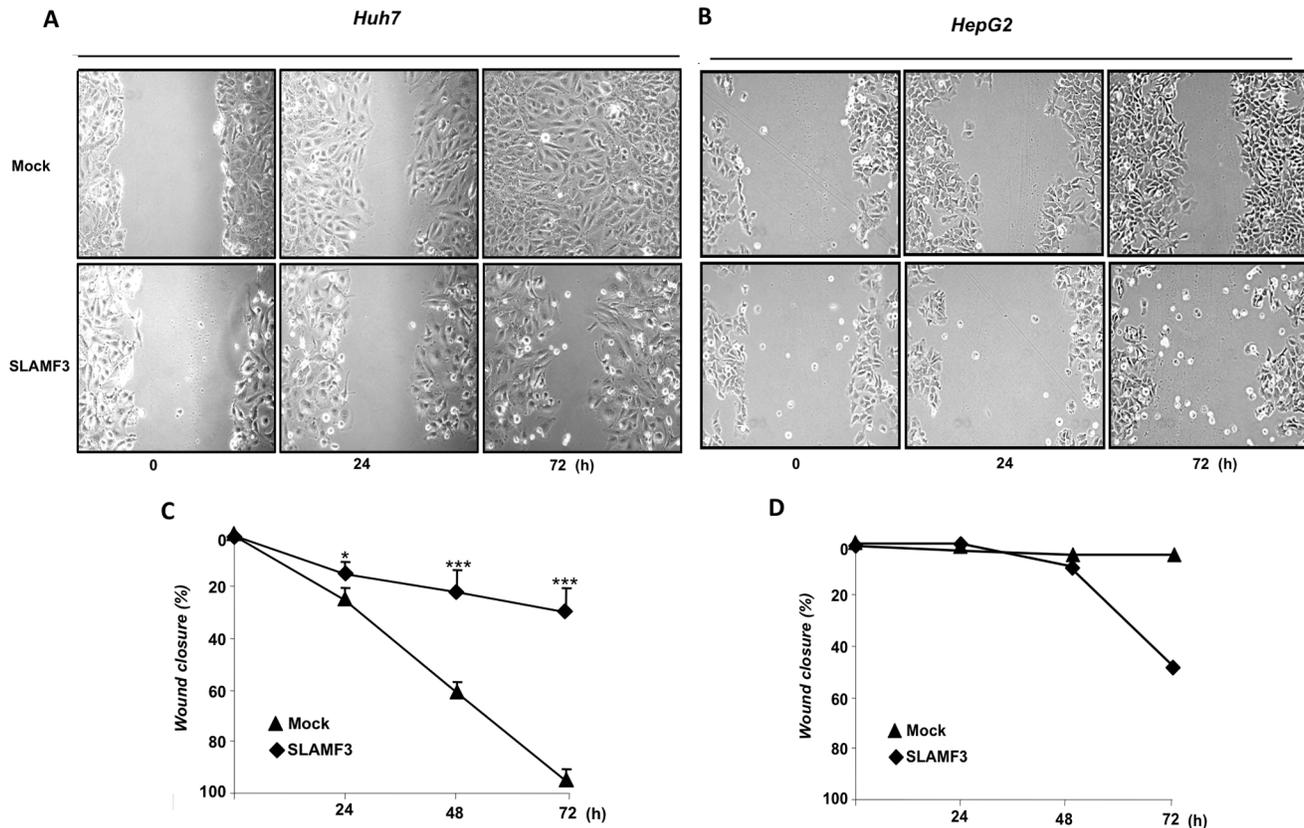 A
Huh7
B
HepG2
Mock
SLAMF3
0
24
72 (h)
0
24
72 (h)
C
0
20
40
60
80
100
Wound closure (%)
*
***
***
Mock
SLAMF3
24
48
72 (h)
D
0
20
40
60
80
100
Wound closure (%)
Mock
SLAMF3
24
48
72 (h)